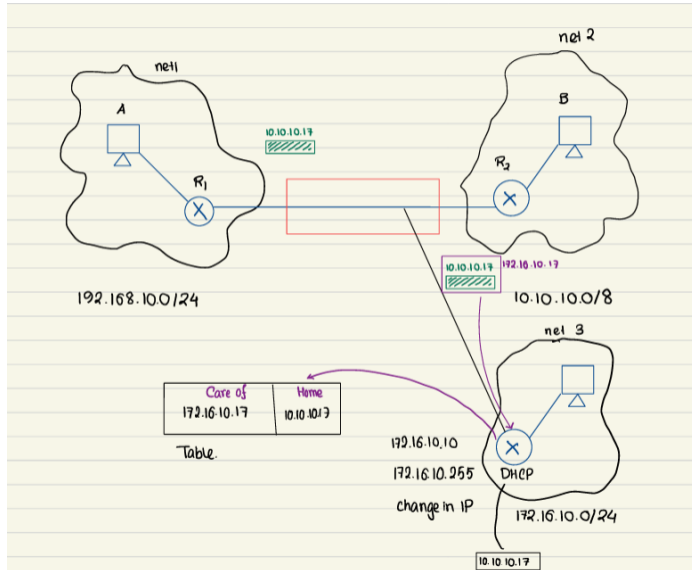 net1
net 2
A
B
10.10.10.17
R1
R2
10.10.10.17
172.16.10.17
192.168.10.0/24
10.10.10.0/8
net 3
Care of
Home
172.16.10.17
10.10.10.17
Table.
172.16.10.10
172.16.10.255
DHCP
change in IP
172.16.10.0/24
10.10.10.17